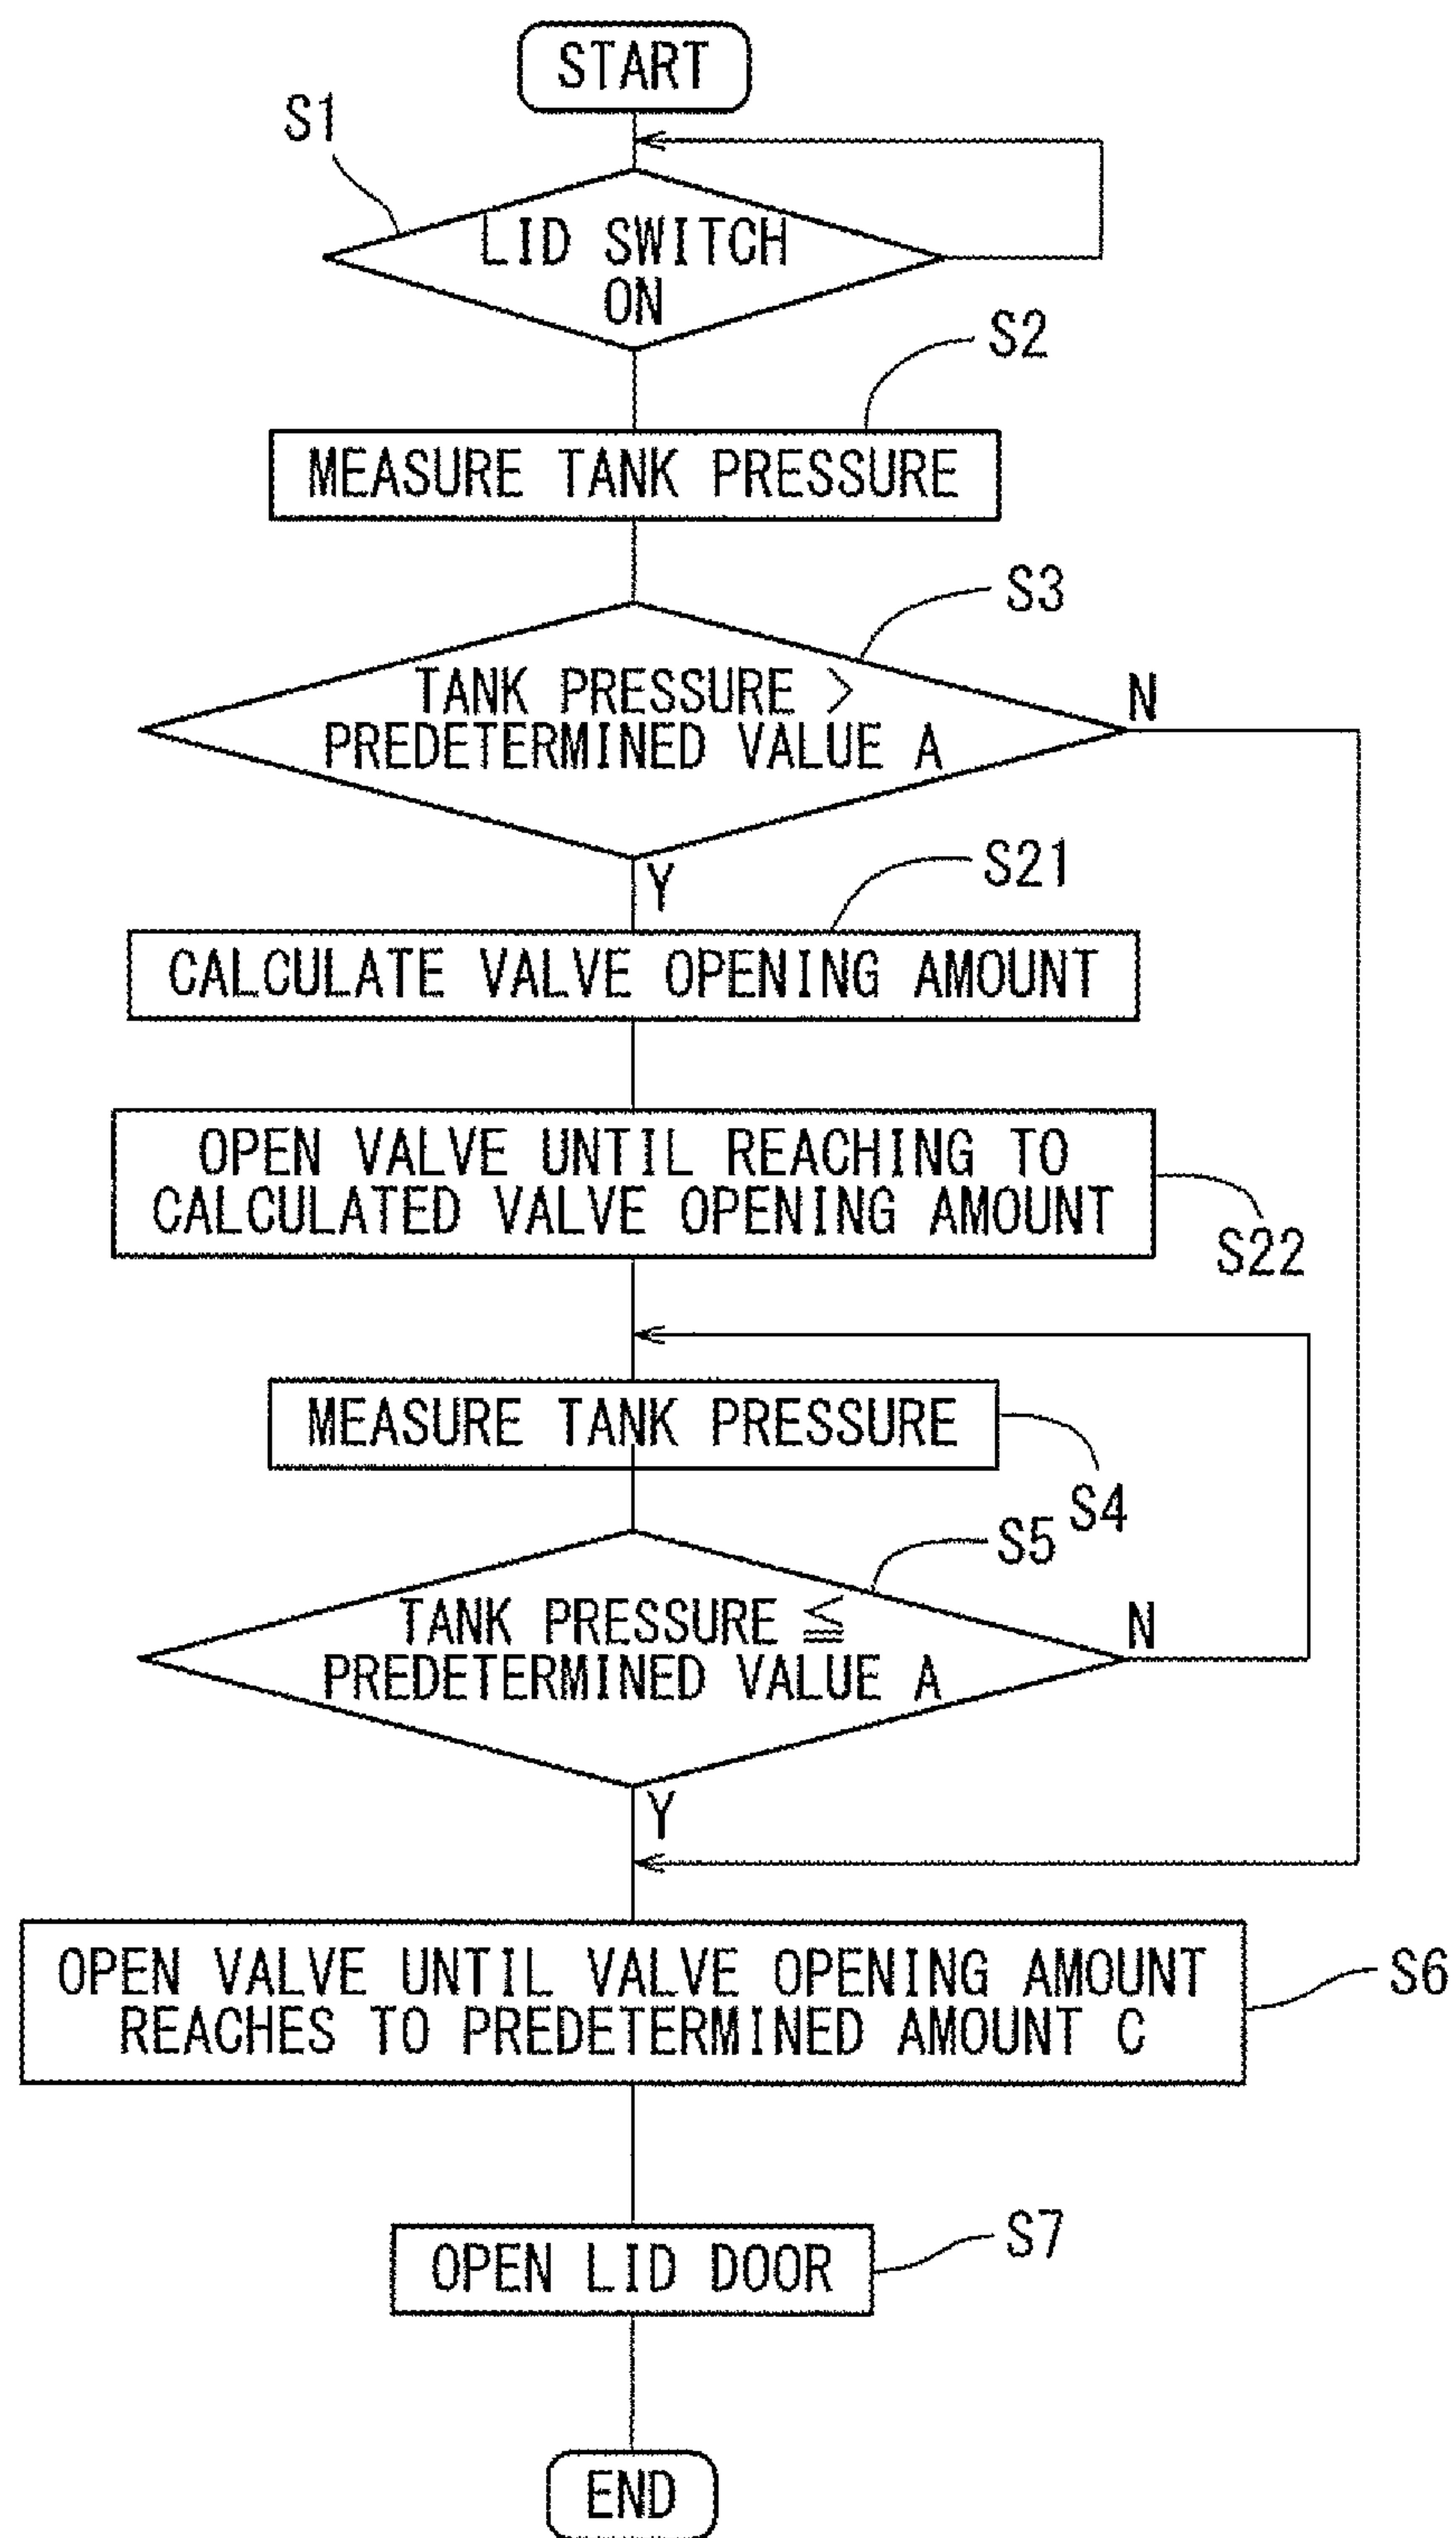 START
S1
LID SWITCH
ON
S2
MEASURE TANK PRESSURE
S3
TANK PRESSURE >
PREDETERMINED VALUE A
N
Y
S21
CALCULATE VALVE OPENING AMOUNT
OPEN VALVE UNTIL REACHING TO
CALCULATED VALVE OPENING AMOUNT
S22
MEASURE TANK PRESSURE
S4
S5
TANK PRESSURE ≦
PREDETERMINED VALUE A
N
Y
OPEN VALVE UNTIL VALVE OPENING AMOUNT
REACHES TO PREDETERMINED AMOUNT C
S6
S7
OPEN LID DOOR
END